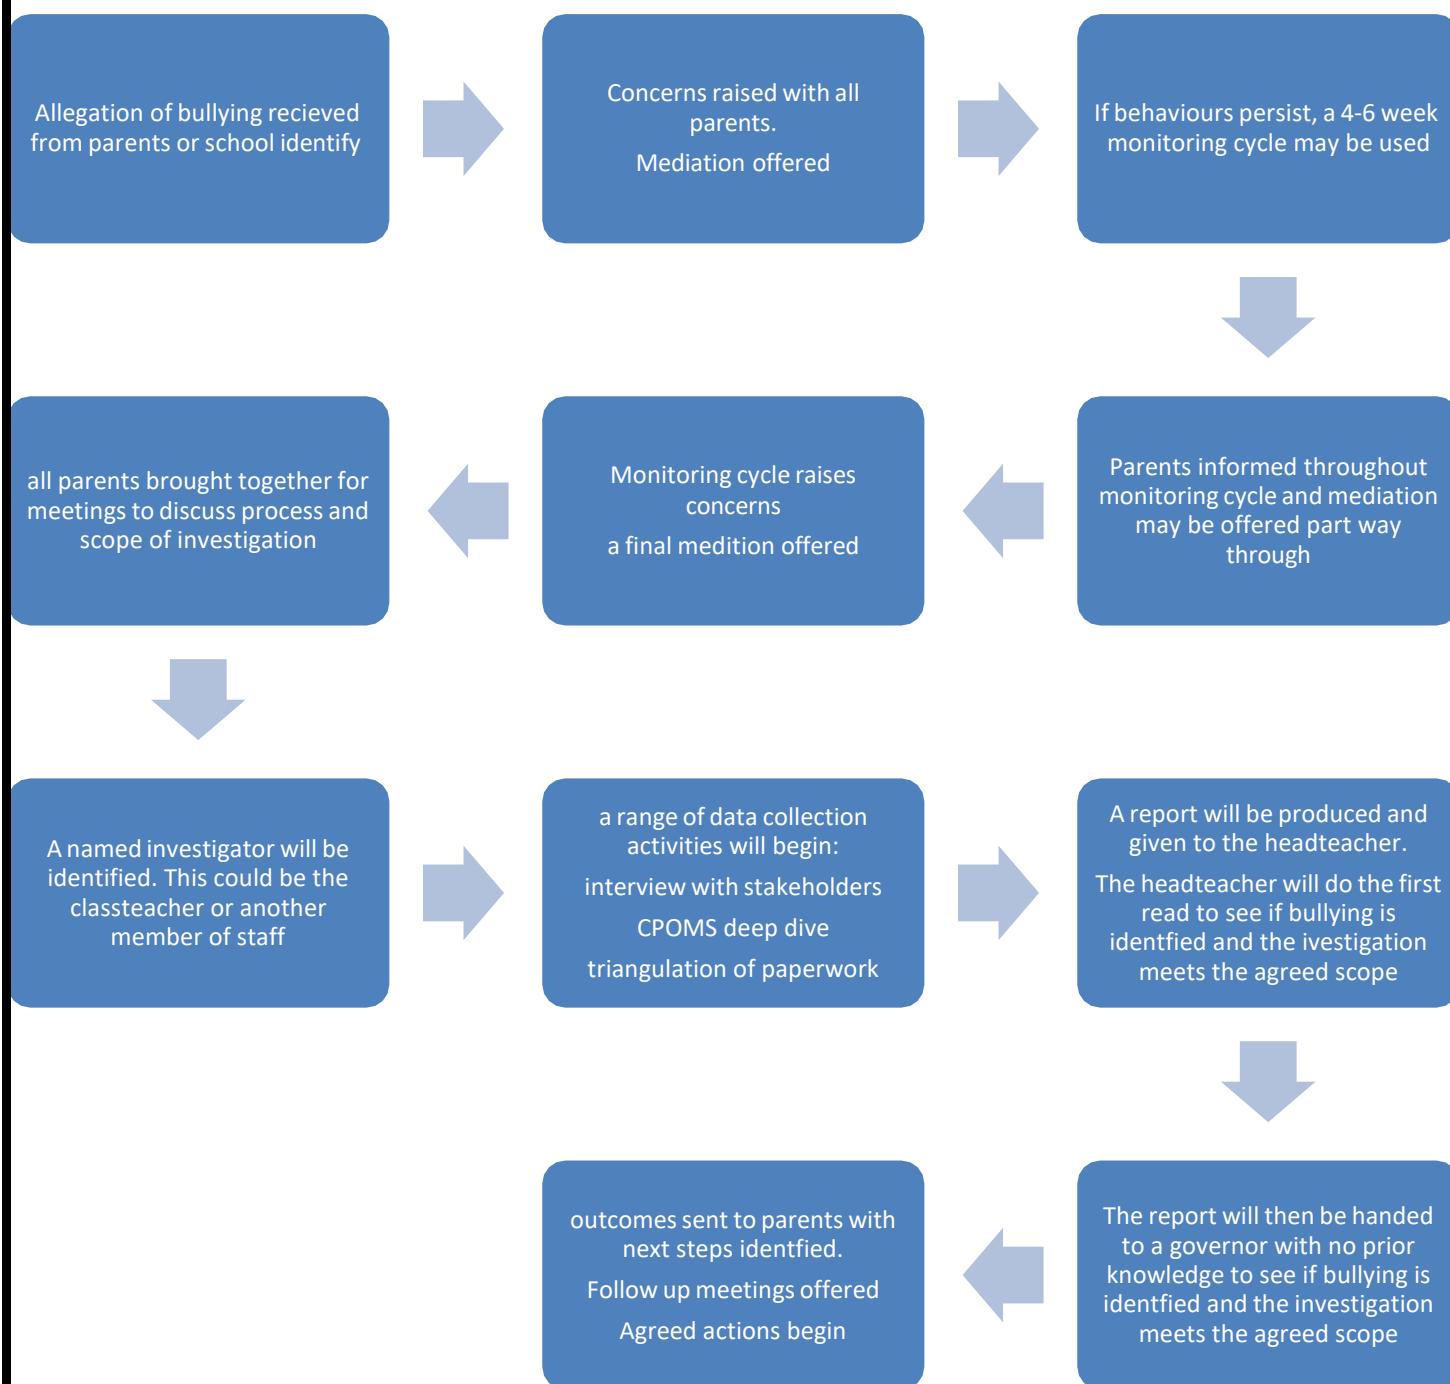 Allegation of bullying recieved
from parents or school identify
Concerns raised with all
parents.
Mediation offered
If behaviours persist, a 4-6 week
monitoring cycle may be used
Parents informed throughout
monitoring cycle and mediation
may be offered part way
through
Monitoring cycle raises
concerns
a final medition offered
all parents brought together for
meetings to discuss process and
scope of investigation
A named investigator will be
identified. This could be the
classteacher or another
member of staff
a range of data collection
activities will begin:
interview with stakeholders
CPOMS deep dive
triangulation of paperwork
A report will be produced and
given to the headteacher.
The headteacher will do the first
read to see if bullying is
identfied and the ivestigation
meets the agreed scope
The report will then be handed
to a governor with no prior
knowledge to see if bullying is
identfied and the investigation
meets the agreed scope
outcomes sent to parents with
next steps identfied.
Follow up meetings offered
Agreed actions begin